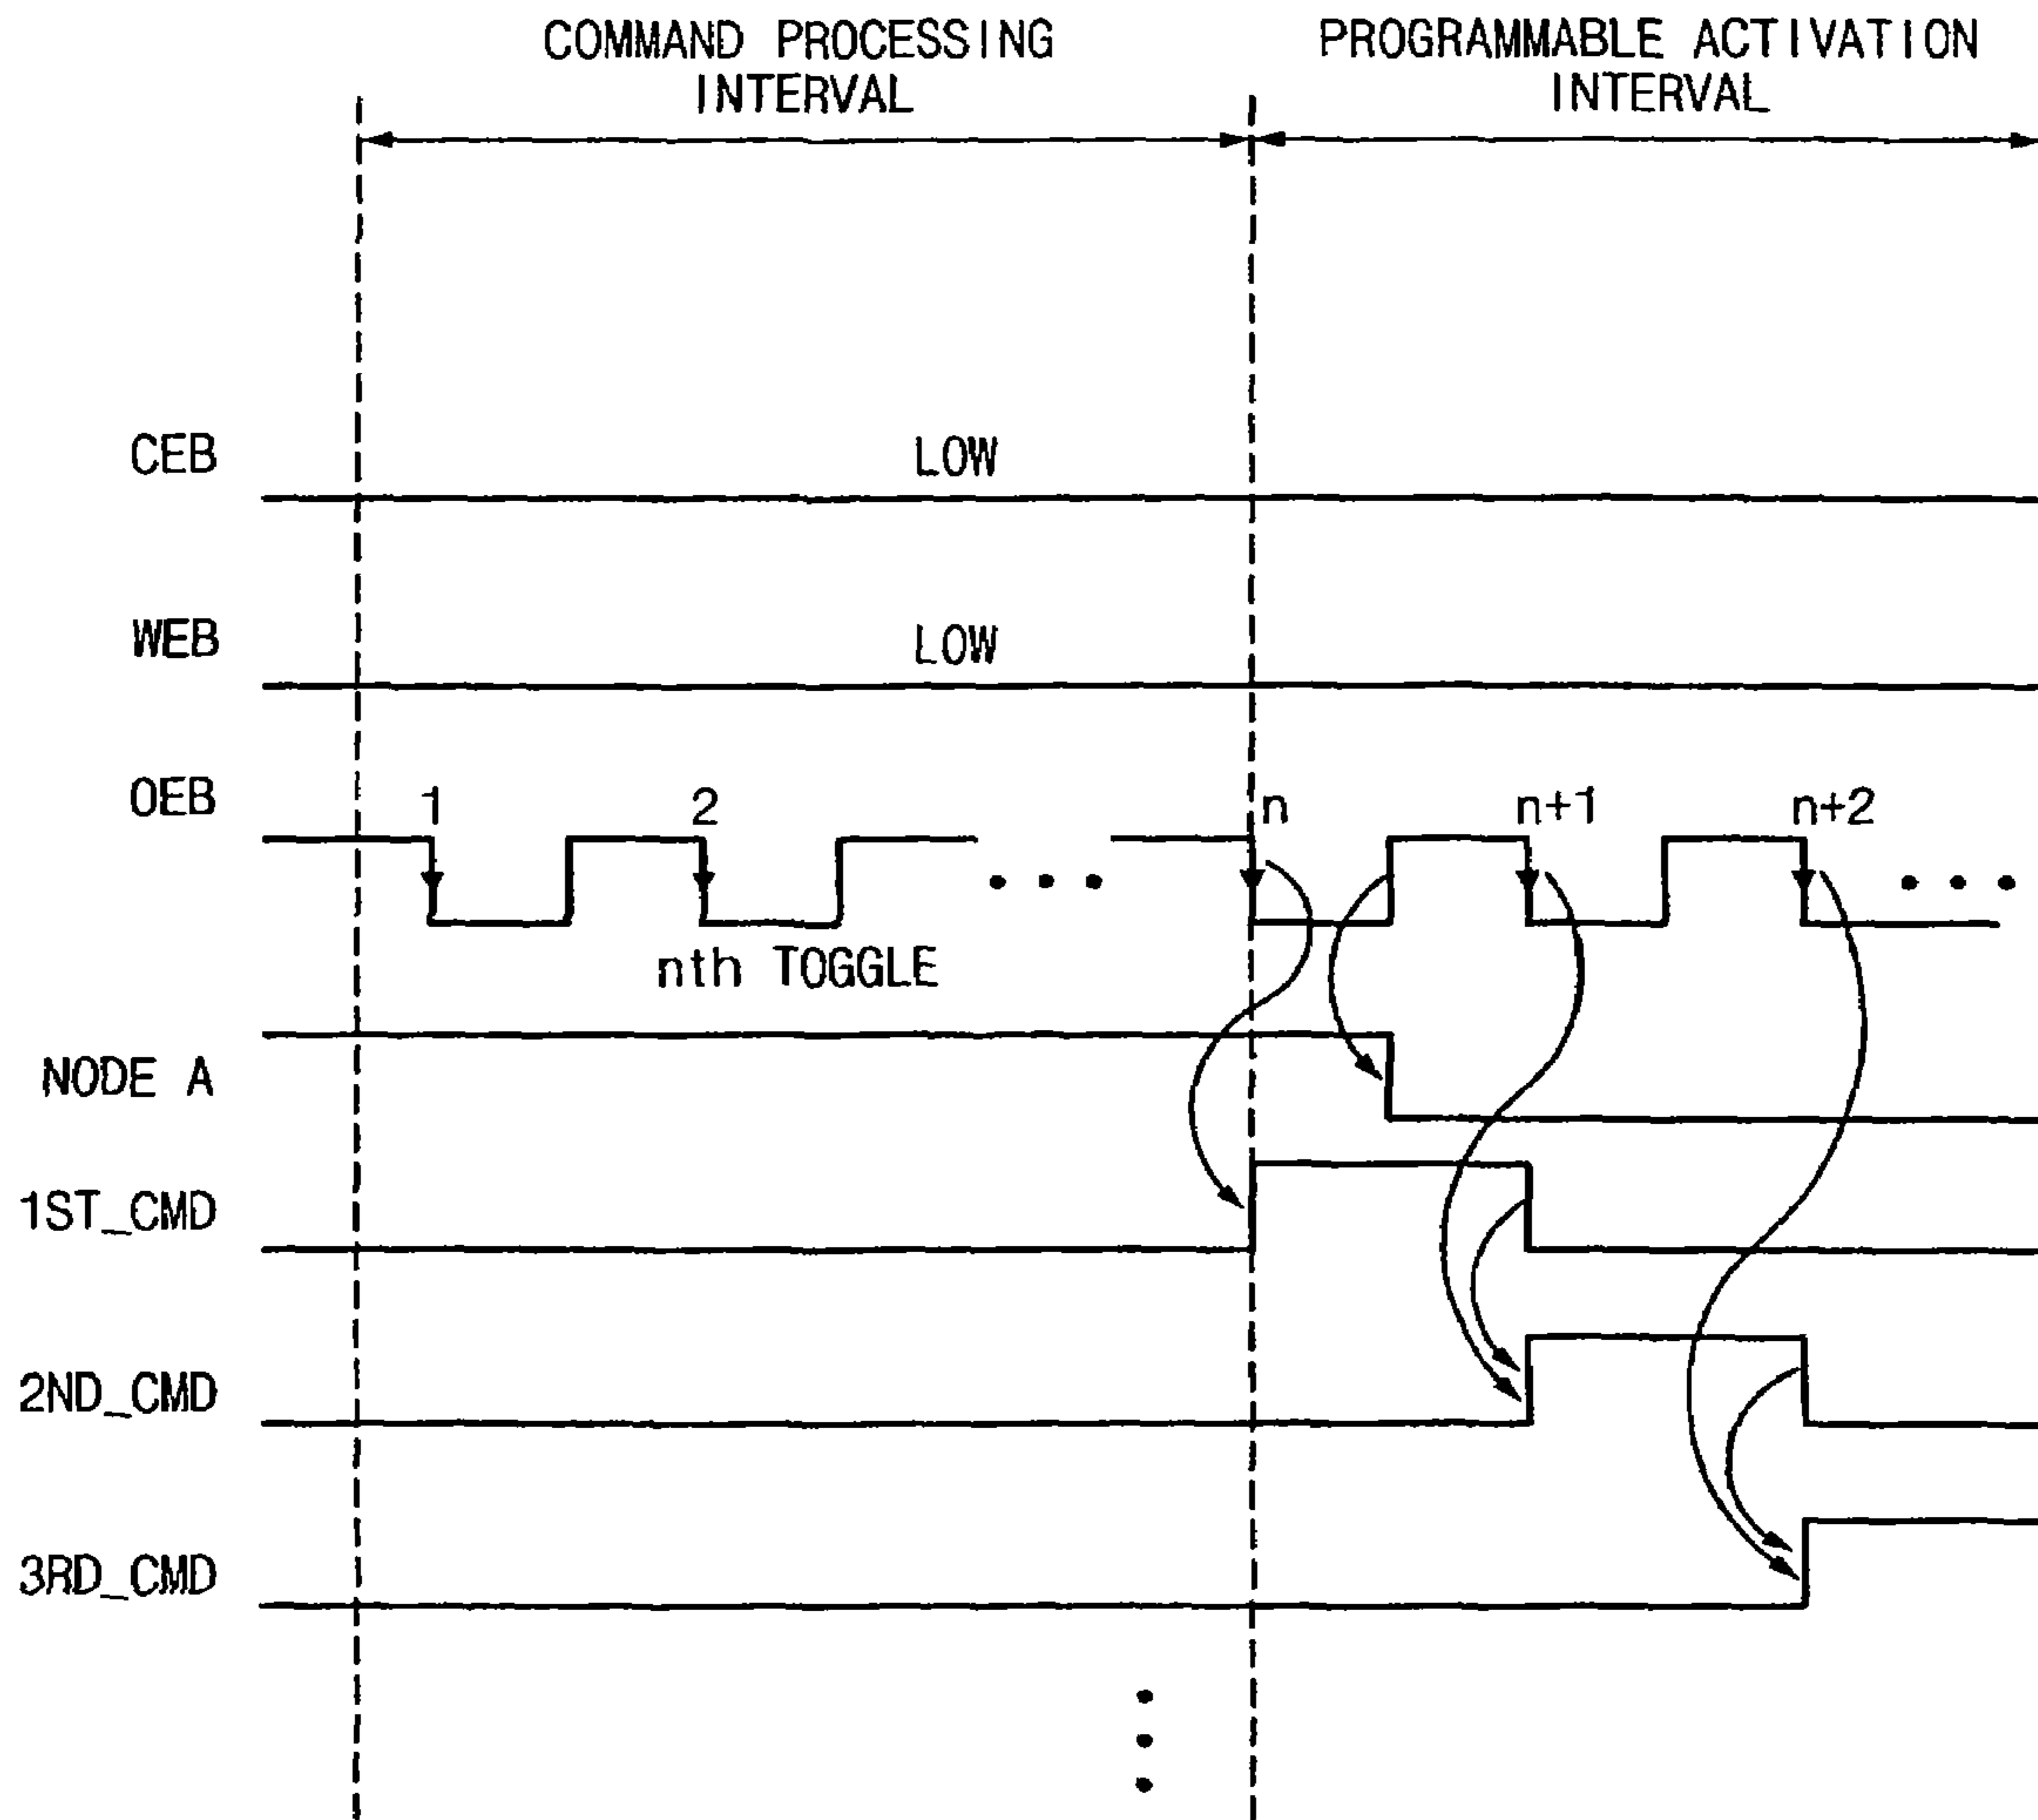 COMMAND PROCESSING
INTERVAL
PROGRAMMABLE ACTIVATION
INTERVAL
CEB
LOW
WEB
LOW
OEB
1
2
n
n+1
n+2
nth TOGGLE
NODE A
1ST_CMD
2ND_CMD
3RD_CMD